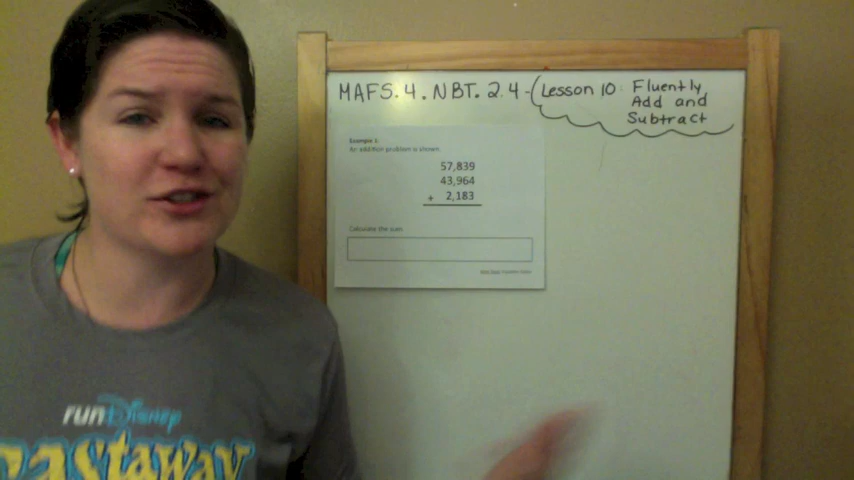 MAFS.4.NBT.2.4 - Lesson 10: Fluently
Add and
Subtract
Example 1
An addition problem is shown.
57,839
43,964
+ 2,183
Calculate the sum.
runDisney
castaway